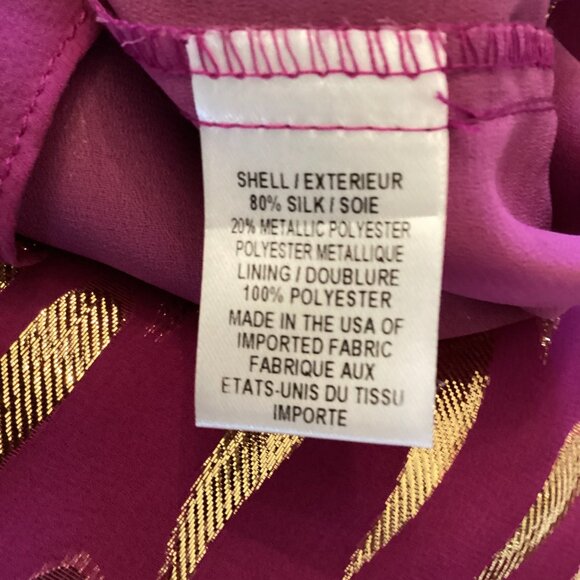 SHELL / EXTERIEUR
80% SILK / SOIE
20% METALLIC POLYESTER
POLYESTER METALLIQUE
LINING / DOUBLURE
100% POLYESTER
MADE IN THE USA OF
IMPORTED FABRIC
FABRIQUE AUX
ETATS-UNIS DU TISSU
IMPORTE